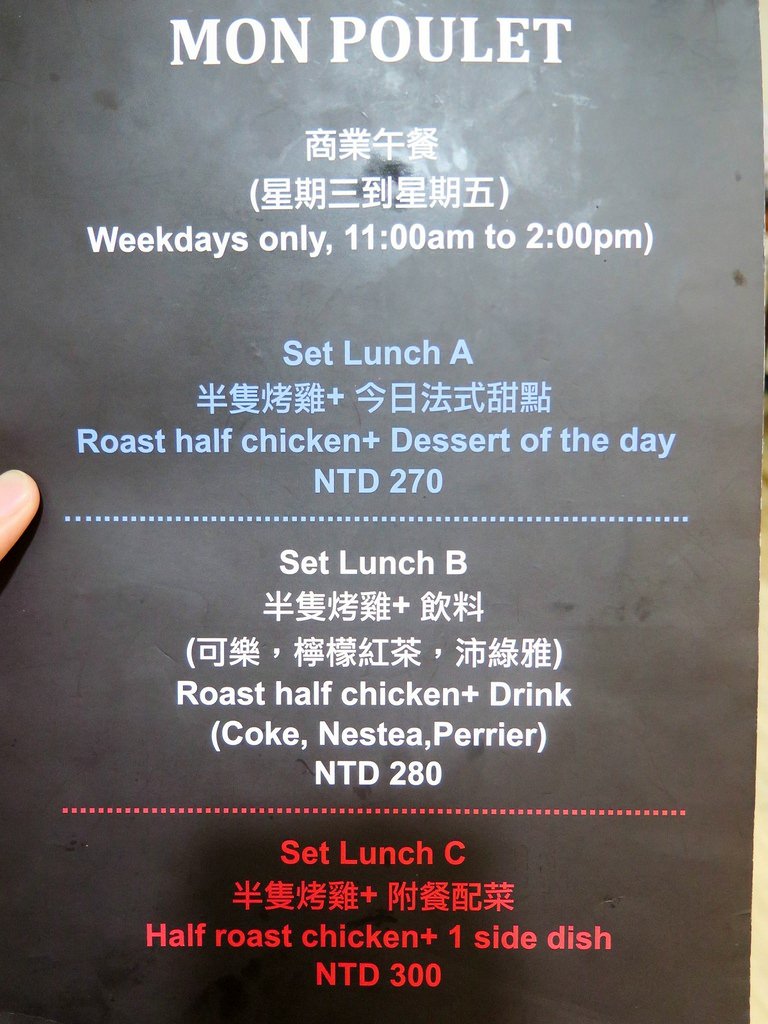 MON POULET
商業午餐
(星期三到星期五)
Weekdays only, 11:00am to 2:00pm)
Set Lunch A
半隻烤雞+ 今日法式甜點
Roast half chicken+ Dessert of the day
NTD 270
Set Lunch B
半隻烤雞+ 飲料
(可樂，檸檬紅茶，沛綠雅)
Roast half chicken+ Drink
(Coke, Nestea,Perrier)
NTD 280
Set Lunch C
半隻烤雞+ 附餐配菜
Half roast chicken+ 1 side dish
NTD 300